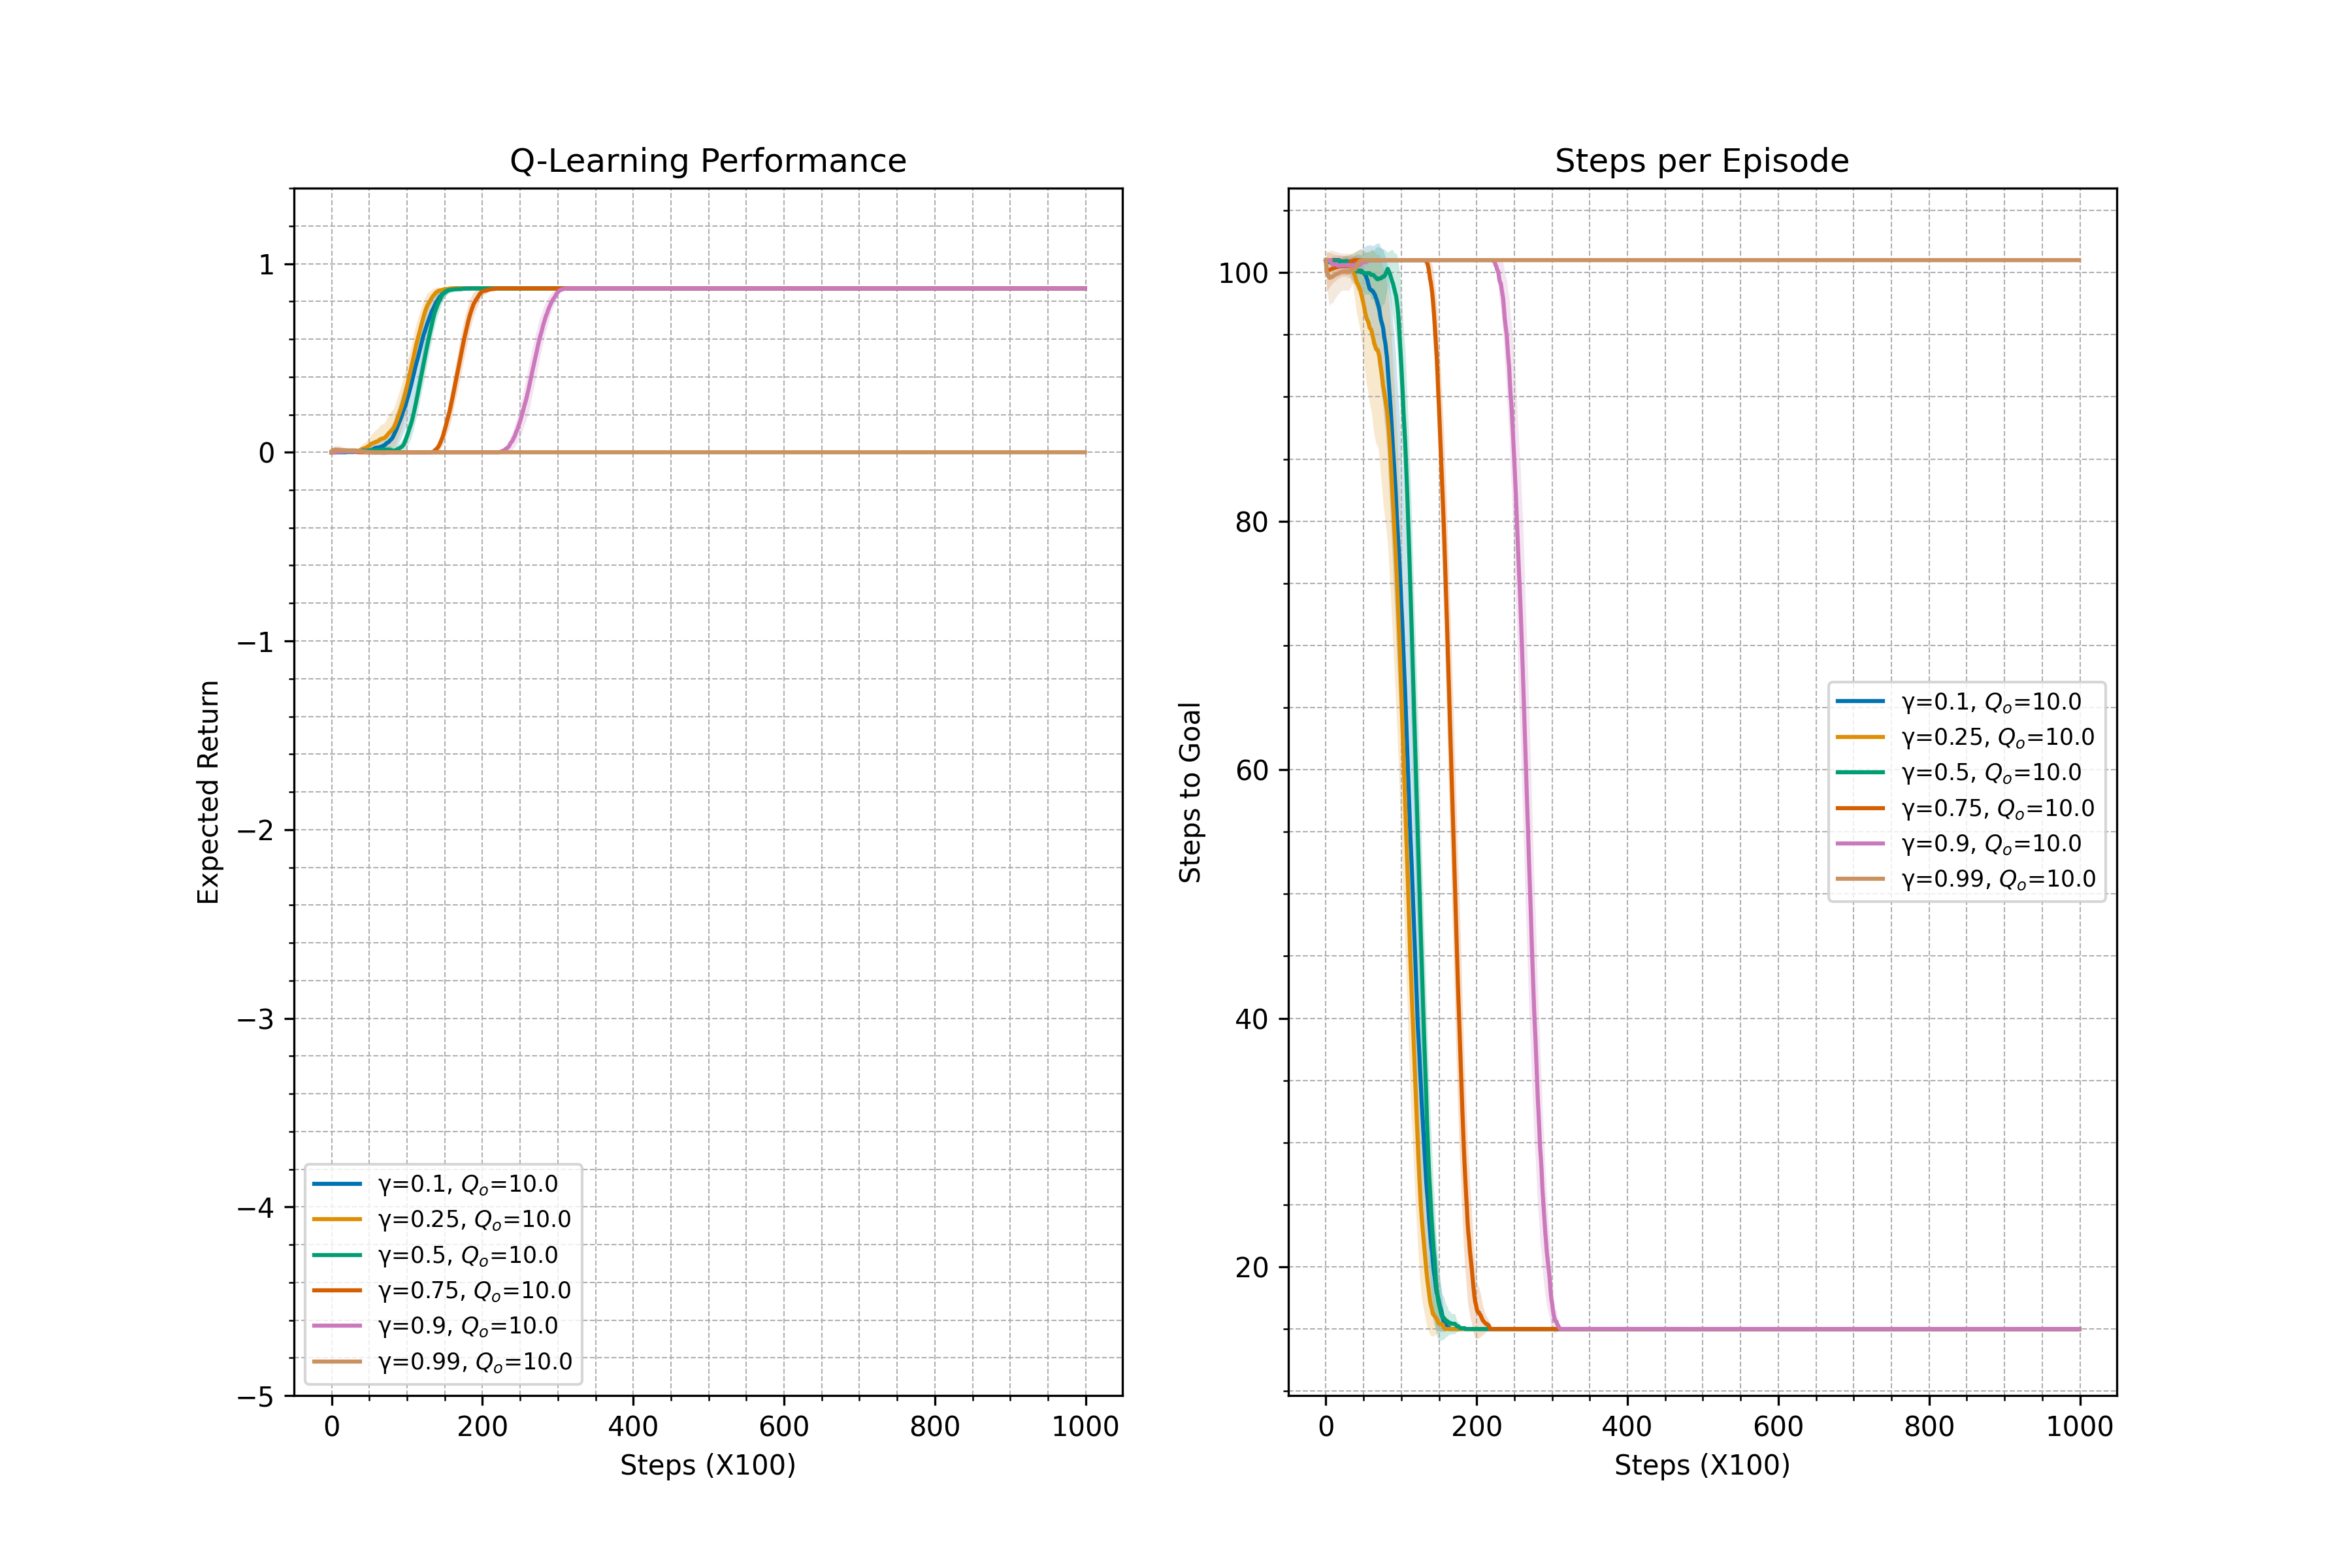 Q-Learning Performance
Expected Return
1
0
−1
−2
−3
−4
−5
0 200 400 600 800 1000
Steps (X100)
γ=0.1, Qo=10.0
γ=0.25, Qo=10.0
γ=0.5, Qo=10.0
γ=0.75, Qo=10.0
γ=0.9, Qo=10.0
γ=0.99, Qo=10.0
Steps per Episode
Steps to Goal
100
80
60
40
20
0 200 400 600 800 1000
Steps (X100)
γ=0.1, Qo=10.0
γ=0.25, Qo=10.0
γ=0.5, Qo=10.0
γ=0.75, Qo=10.0
γ=0.9, Qo=10.0
γ=0.99, Qo=10.0